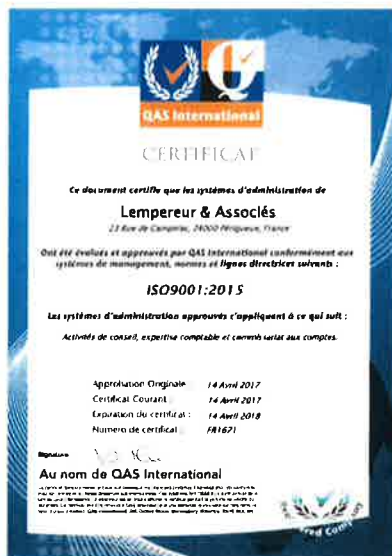 QAS International
CERTIFICAT
Ce document certifie que les systèmes d'administration de
Lempereur & Associés
23 Rue de Campniac, 24000 Périgueux, France
Ont été évalués et approuvés par QAS International conformément aux
systèmes de management, normes et lignes directrices suivants :
ISO9001:2015
Les systèmes d'administration approuvés s'appliquent à ce qui suit :
Activités de conseil, expertise comptable et commissariat aux comptes.
Approbation Originale : 14 Avril 2017
Certificat Courant : 14 Avril 2017
Expiration du certificat : 14 Avril 2018
Numéro de certificat : FR1671
Signature
Au nom de QAS International